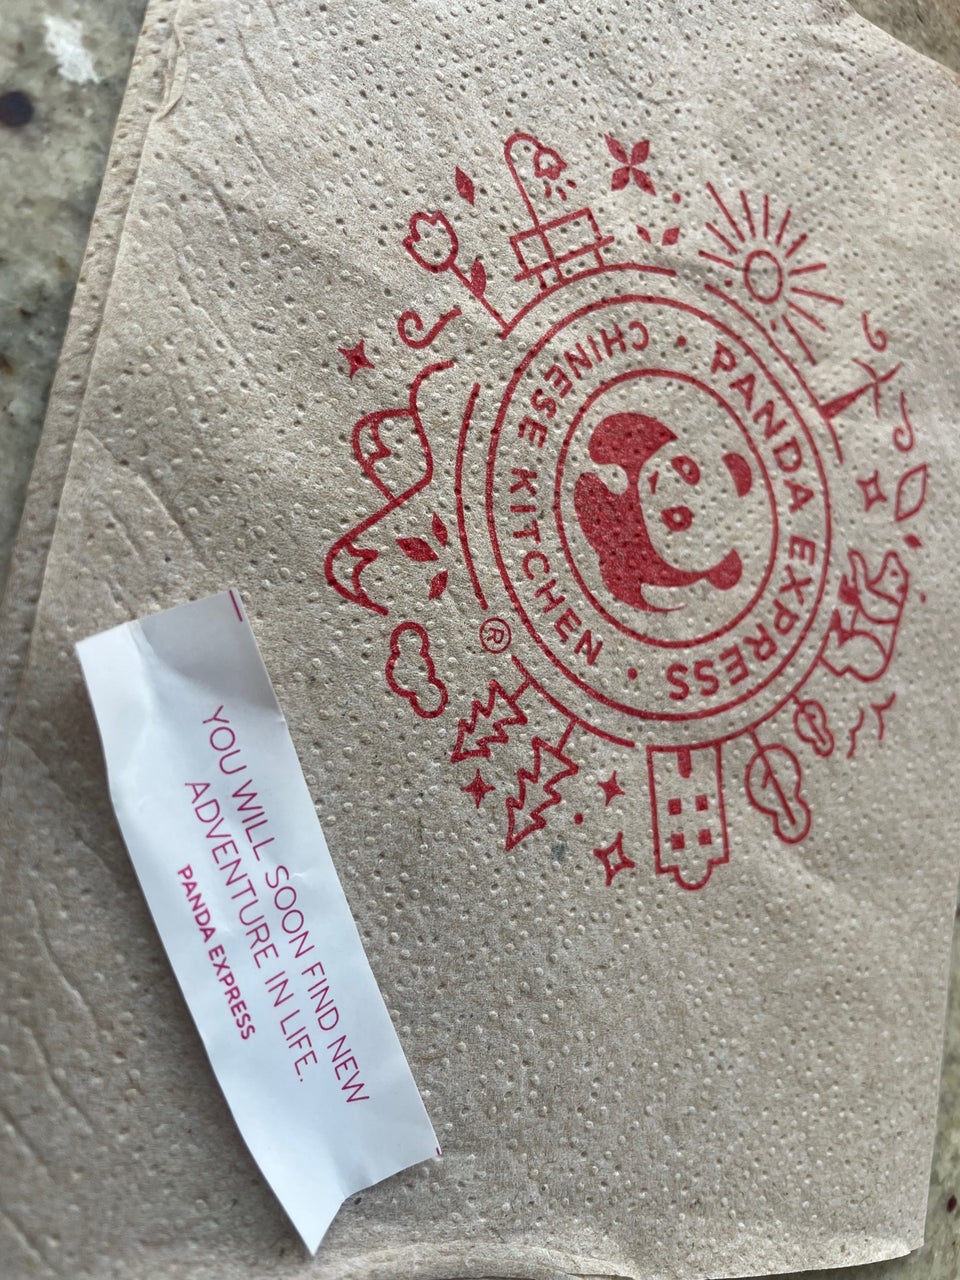 PANDA EXPRESS
• CHINESE KITCHEN •
®
YOU WILL SOON FIND NEW
ADVENTURE IN LIFE.
PANDA EXPRESS